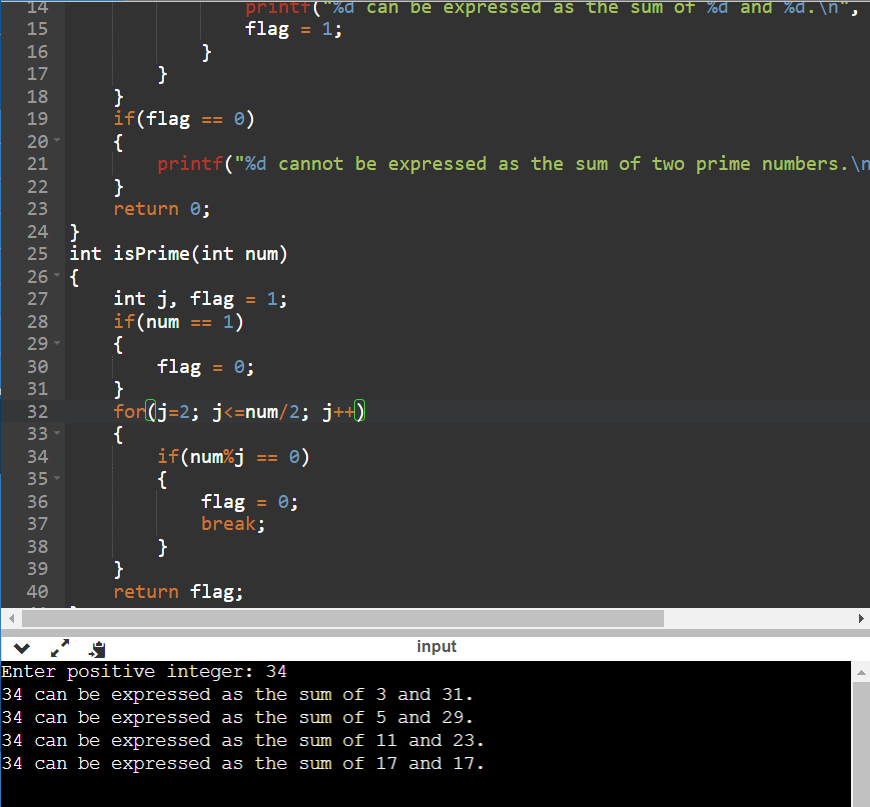 14 printf("%d can be expressed as the sum of %d and %d.\n",
15 flag = 1;
16 }
17 }
18 }
19 if(flag == 0)
20 {
21 printf("%d cannot be expressed as the sum of two prime numbers.\n
22 }
23 return 0;
24 }
25 int isPrime(int num)
26 {
27 int j, flag = 1;
28 if(num == 1)
29 {
30 flag = 0;
31 }
32 for(j=2; j<=num/2; j++)
33 {
34 if(num%j == 0)
35 {
36 flag = 0;
37 break;
38 }
39 }
40 return flag;
input
Enter positive integer: 34
34 can be expressed as the sum of 3 and 31.
34 can be expressed as the sum of 5 and 29.
34 can be expressed as the sum of 11 and 23.
34 can be expressed as the sum of 17 and 17.